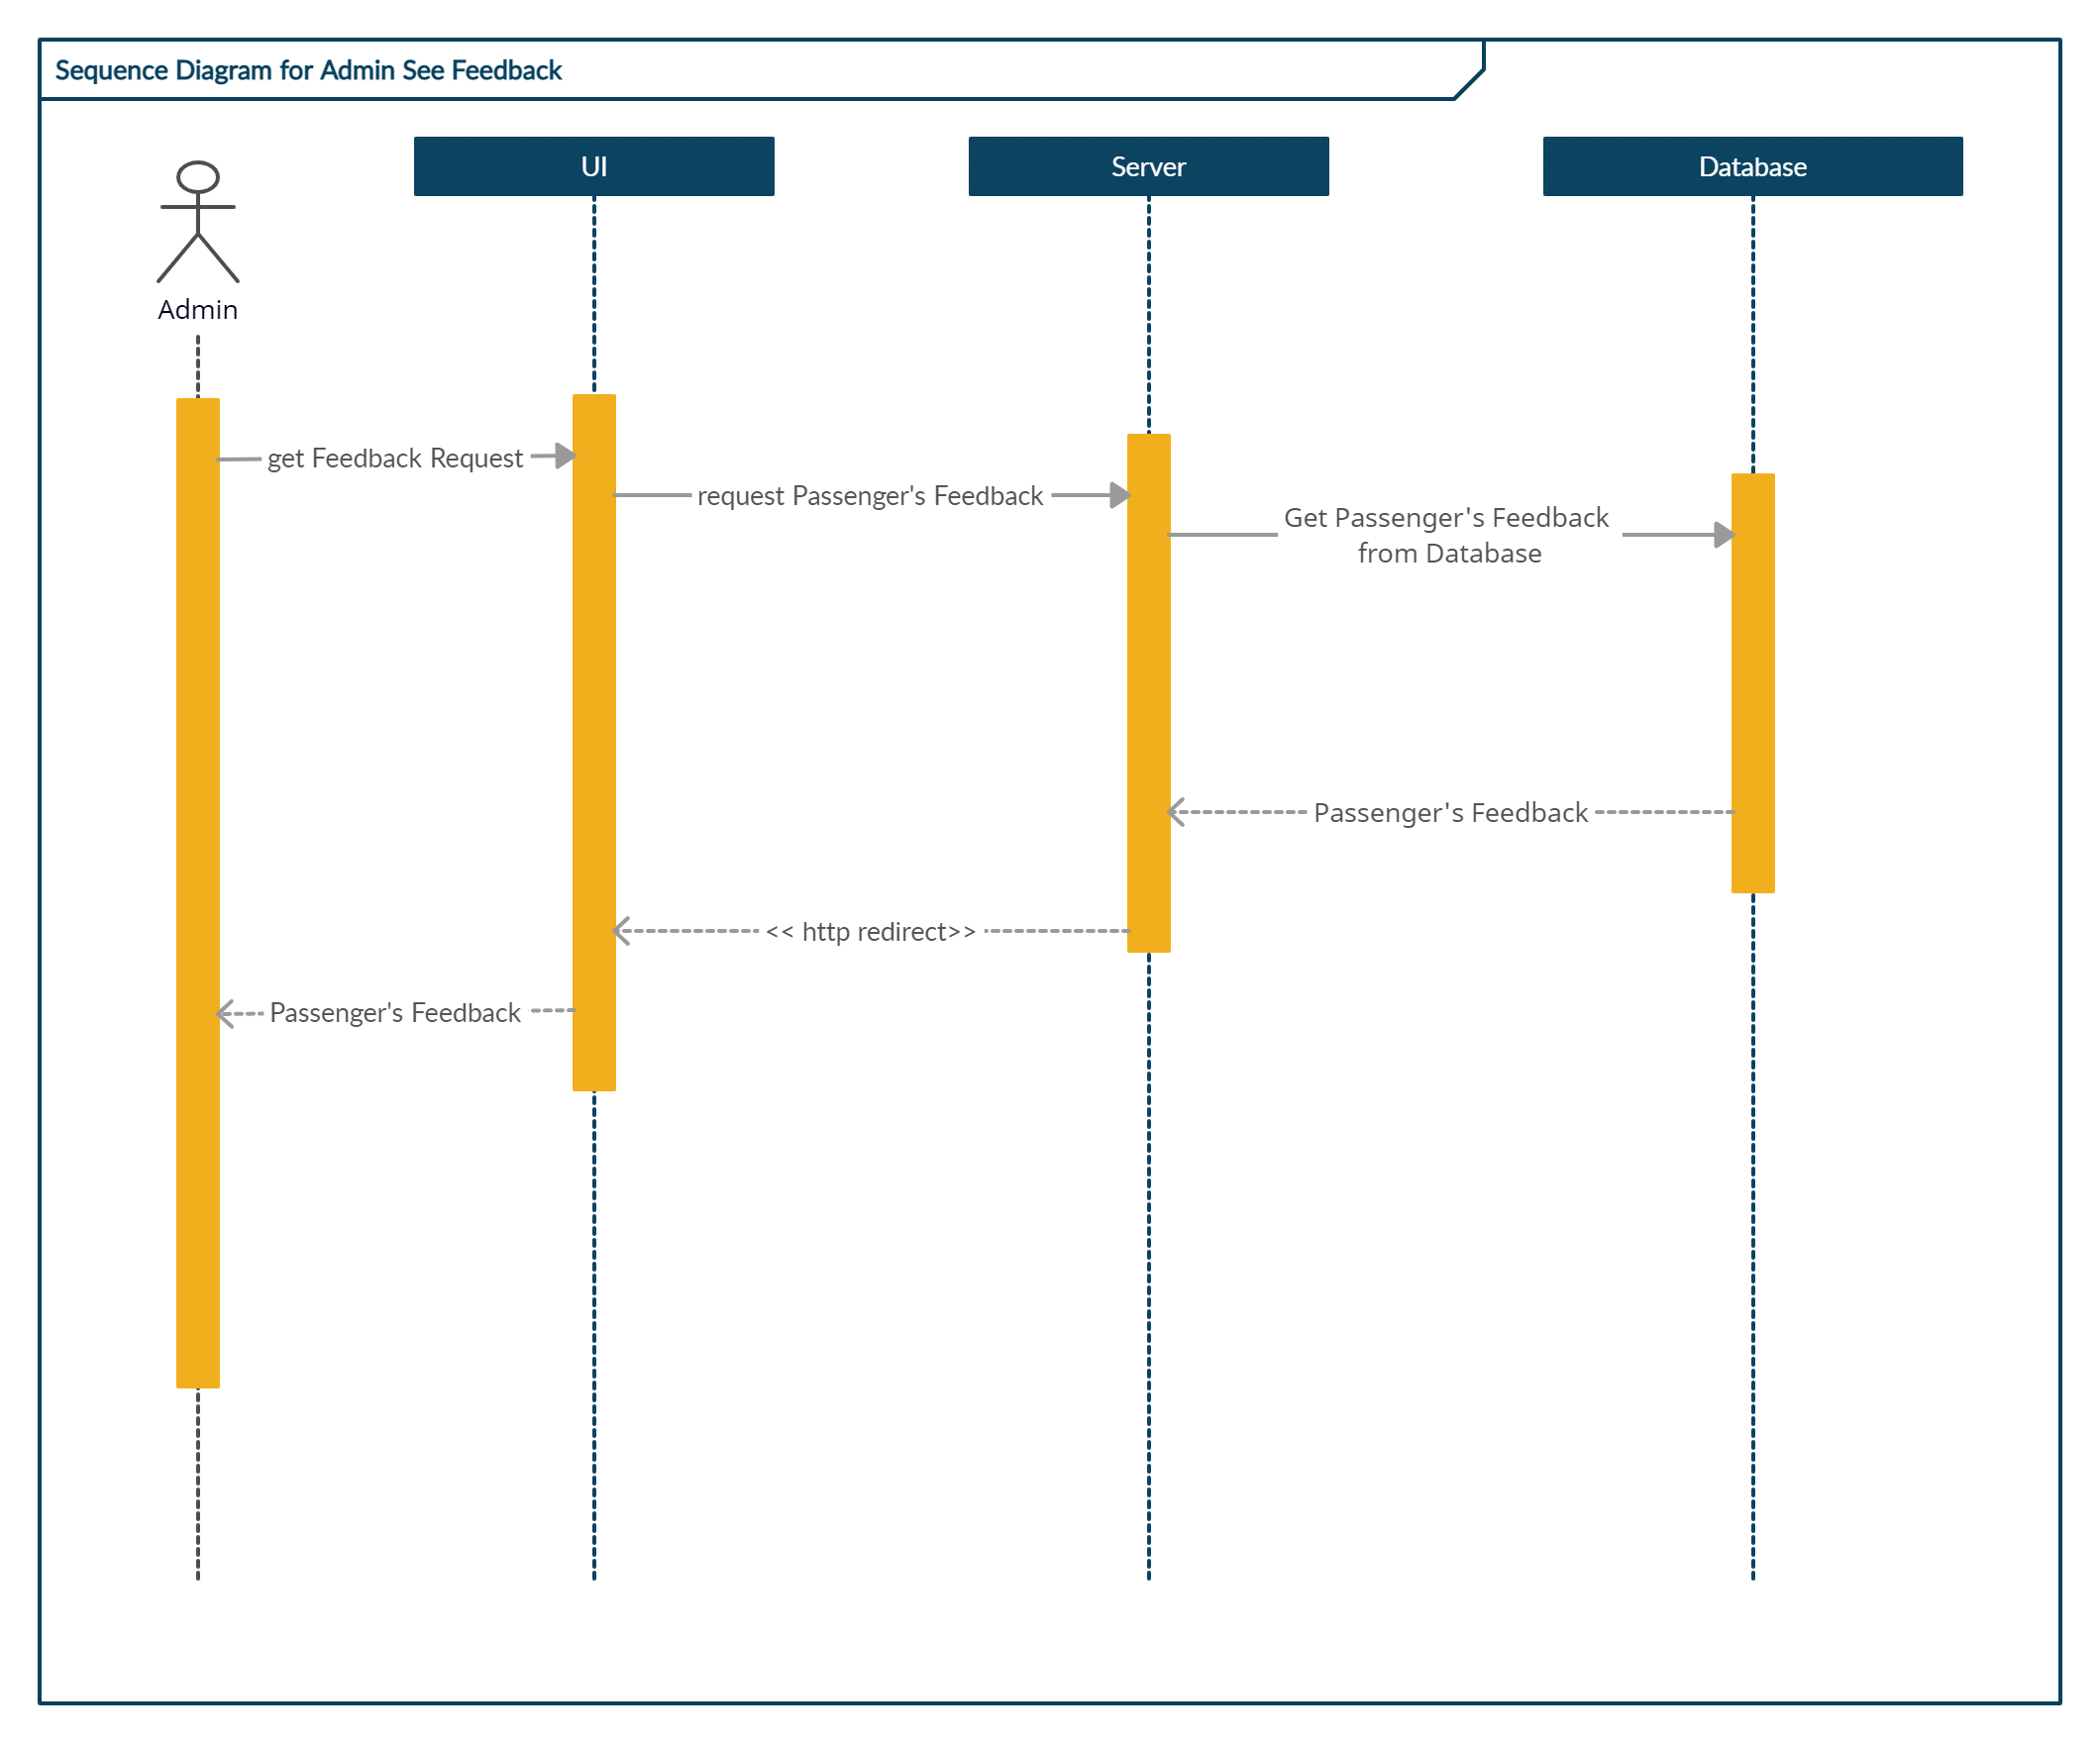 Sequence Diagram for Admin See Feedback
UI
Server
Database
Admin
get Feedback Request
request Passenger's Feedback
Get Passenger's Feedback
from Database
Passenger's Feedback
<< http redirect>>
Passenger's Feedback